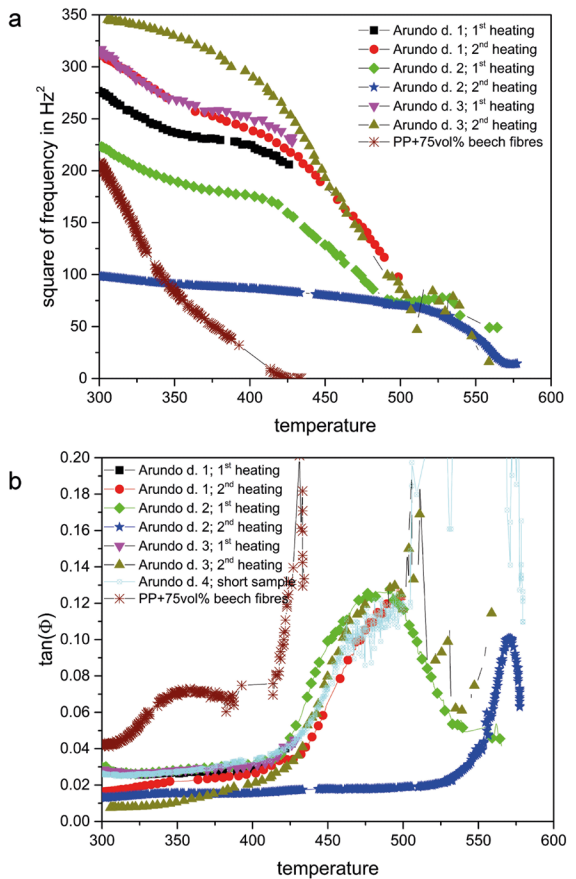 a
square of frequency in Hz²
350
300
250
200
150
100
50
0
Arundo d. 1; 1st heating
Arundo d. 1; 2nd heating
Arundo d. 2; 1st heating
Arundo d. 2; 2nd heating
Arundo d. 3; 1st heating
Arundo d. 3; 2nd heating
PP+75vol% beech fibres
300 350 400 450 500 550 600
temperature
b
tan(Φ)
0.20
0.18
0.16
0.14
0.12
0.10
0.08
0.06
0.04
0.02
0.00
Arundo d. 1; 1st heating
Arundo d. 1; 2nd heating
Arundo d. 2; 1st heating
Arundo d. 2; 2nd heating
Arundo d. 3; 1st heating
Arundo d. 3; 2nd heating
Arundo d. 4; short sample
PP+75vol% beech fibres
300 350 400 450 500 550 600
temperature